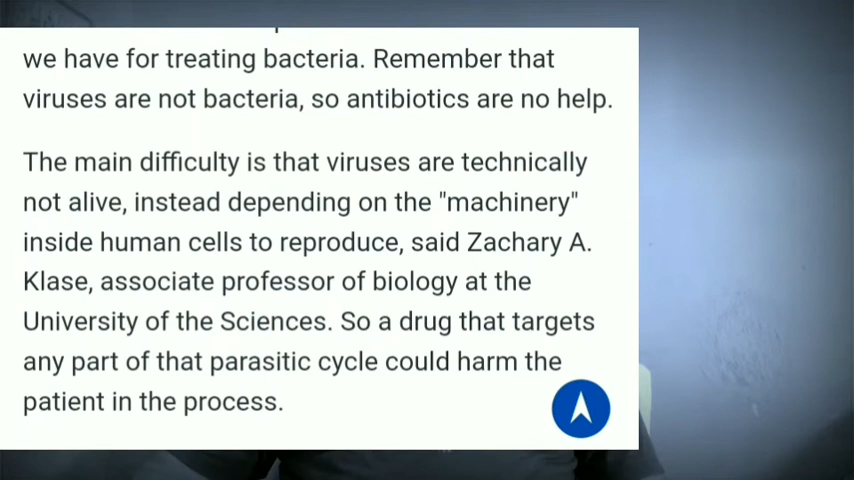 we have for treating bacteria. Remember that
viruses are not bacteria, so antibiotics are no help.
The main difficulty is that viruses are technically
not alive, instead depending on the "machinery"
inside human cells to reproduce, said Zachary A.
Klase, associate professor of biology at the
University of the Sciences. So a drug that targets
any part of that parasitic cycle could harm the
patient in the process.